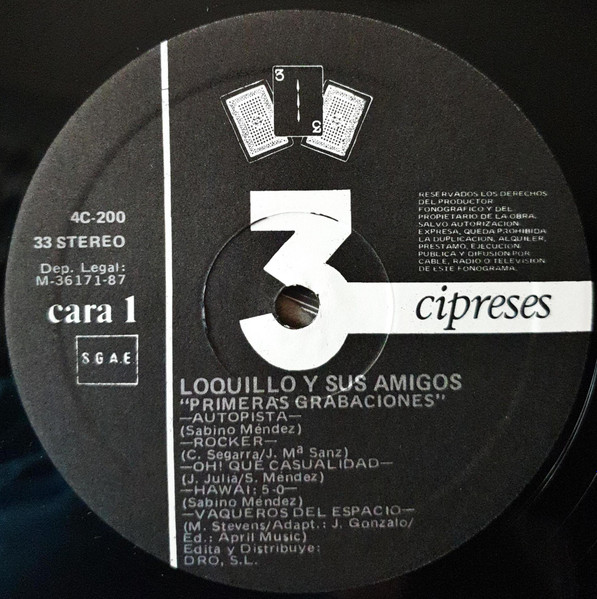 3
3
3
RESERVADOS LOS DERECHOS
DEL PRODUCTOR
FONOGRAFICO Y DEL
PROPIETARIO DE LA OBRA.
SALVO AUTORIZACION
EXPRESA, QUEDA PROHIBIDA
LA DUPLICACION, ALQUILER,
PRESTAMO, EJECUCION
PUBLICA Y DIFUSION POR
CABLE, RADIO O TELEVISION
DE ESTE FONOGRAMA.
4C-200
33 STEREO
Dep. Legal:
M-36171-87
cara 1
S G A E
cipreses
LOQUILLO Y SUS AMIGOS
"PRIMERAS GRABACIONES"
—AUTOPISTA—
(Sabino Méndez)
—ROCKER—
(C. Segarra/J. Mª Sanz)
—OH! QUE CASUALIDAD—
(J. Julia/S. Méndez)
—HAWAI: 5-0—
(Sabino Méndez)
—VAQUEROS DEL ESPACIO—
(M. Stevens/Adapt.: J. Gonzalo/
Ed.: April Music)
Edita y Distribuye:
DRO, S.L.